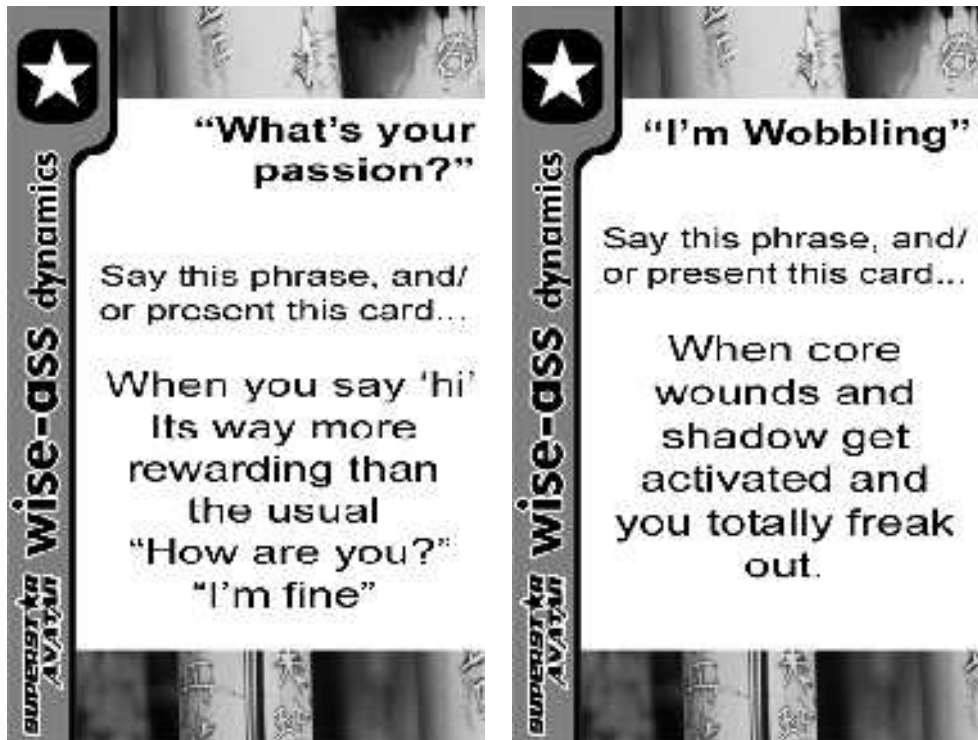 “What's your
passion?”
Say this phrase, and/
or present this card...
When you say ‘hi’
Its way more
rewarding than
the usual
“How are you?”
“I'm fine”
wise-ass dynamics
SUPERSTAR
AVATAR
“I'm Wobbling”
Say this phrase, and/
or present this card...
When core
wounds and
shadow get
activated and
you totally freak
out.
wise-ass dynamics
SUPERSTAR
AVATAR